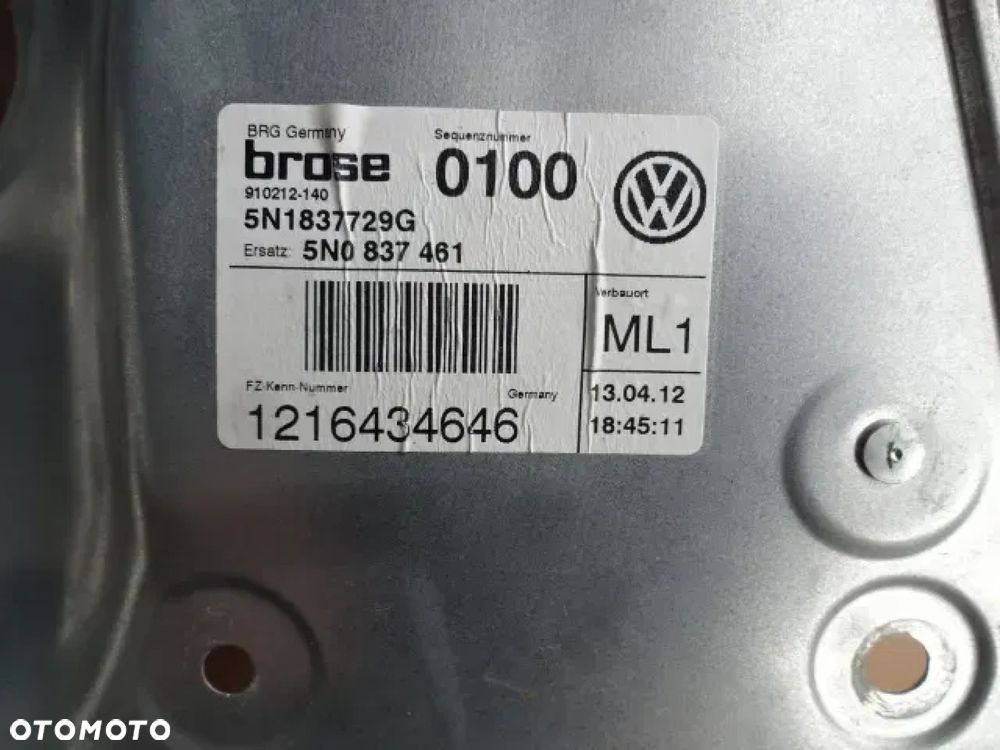 BRG Germany
brose
910212-140
Sequenznummer
0100
5N1837729G
Ersatz: 5N0 837 461
Verbauort
ML1
FZ-Kenn-Nummer
Germany
1216434646
13.04.12
18:45:11
OTOMOTO